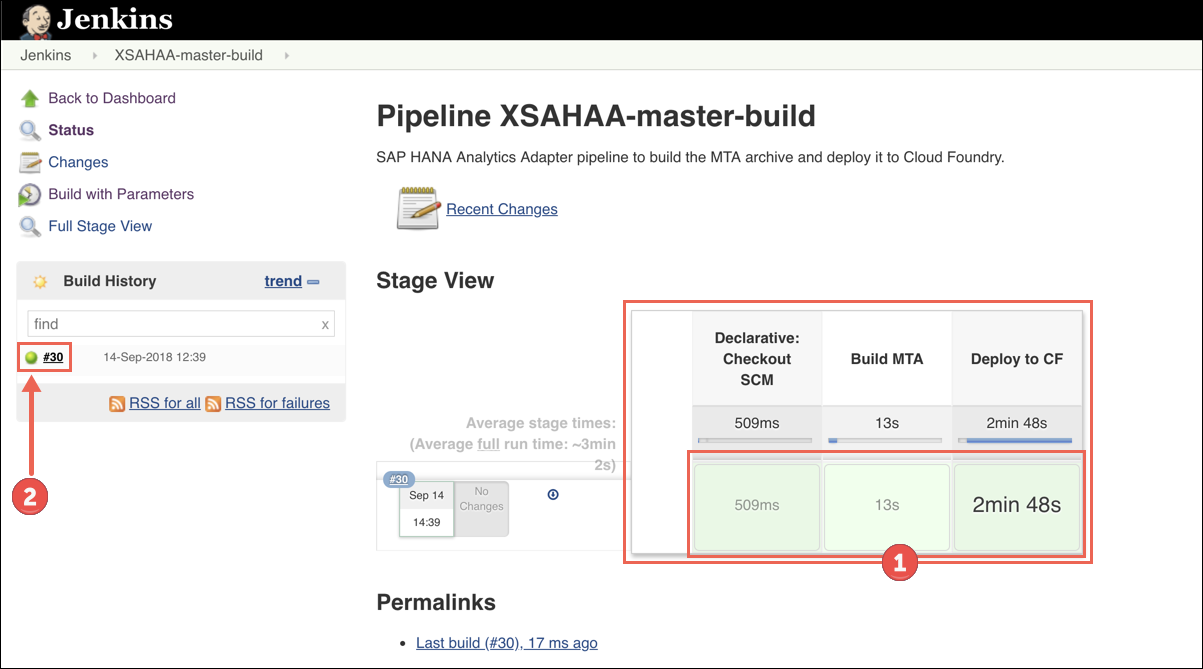 Jenkins
Jenkins XSAHAA-master-build
Back to Dashboard
Status
Changes
Build with Parameters
Full Stage View
Build History trend
find x
#30 14-Sep-2018 12:39
RSS for all RSS for failures
2
Pipeline XSAHAA-master-build
SAP HANA Analytics Adapter pipeline to build the MTA archive and deploy it to Cloud Foundry.
Recent Changes
Stage View
Declarative:
Checkout
SCM
Build MTA
Deploy to CF
Average stage times:
(Average full run time: ~3min
2s)
509ms 13s 2min 48s
#30
Sep 14
14:39
No
Changes
509ms 13s 2min 48s
1
Permalinks
Last build (#30), 17 ms ago